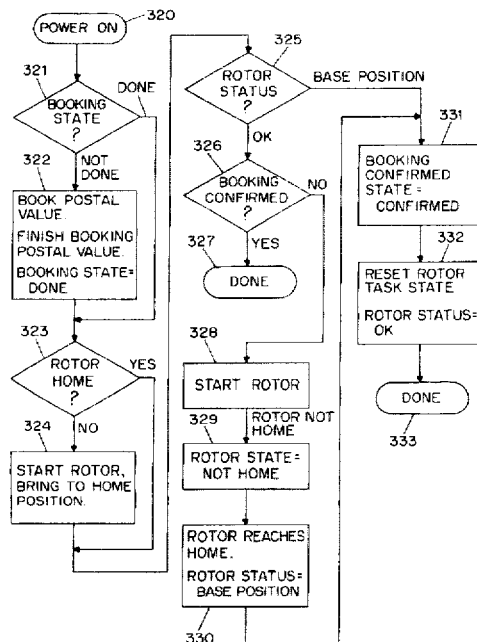 POWER ON
320
321
BOOKING
STATE
?
DONE
NOT
DONE
322
BOOK POSTAL
VALUE.
FINISH BOOKING
POSTAL VALUE.
BOOKING STATE=
DONE
323
ROTOR
HOME
?
YES
NO
324
START ROTOR,
BRING TO HOME
POSITION.
325
ROTOR
STATUS
?
BASE POSITION
OK
326
BOOKING
CONFIRMED
?
NO
YES
327
DONE
328
START ROTOR
ROTOR NOT
HOME
329
ROTOR STATE=
NOT HOME
ROTOR REACHES
HOME.
ROTOR STATUS=
BASE POSITION
330
331
BOOKING
CONFIRMED
STATE=
CONFIRMED
332
RESET ROTOR
TASK STATE
ROTOR STATUS=
OK
DONE
333